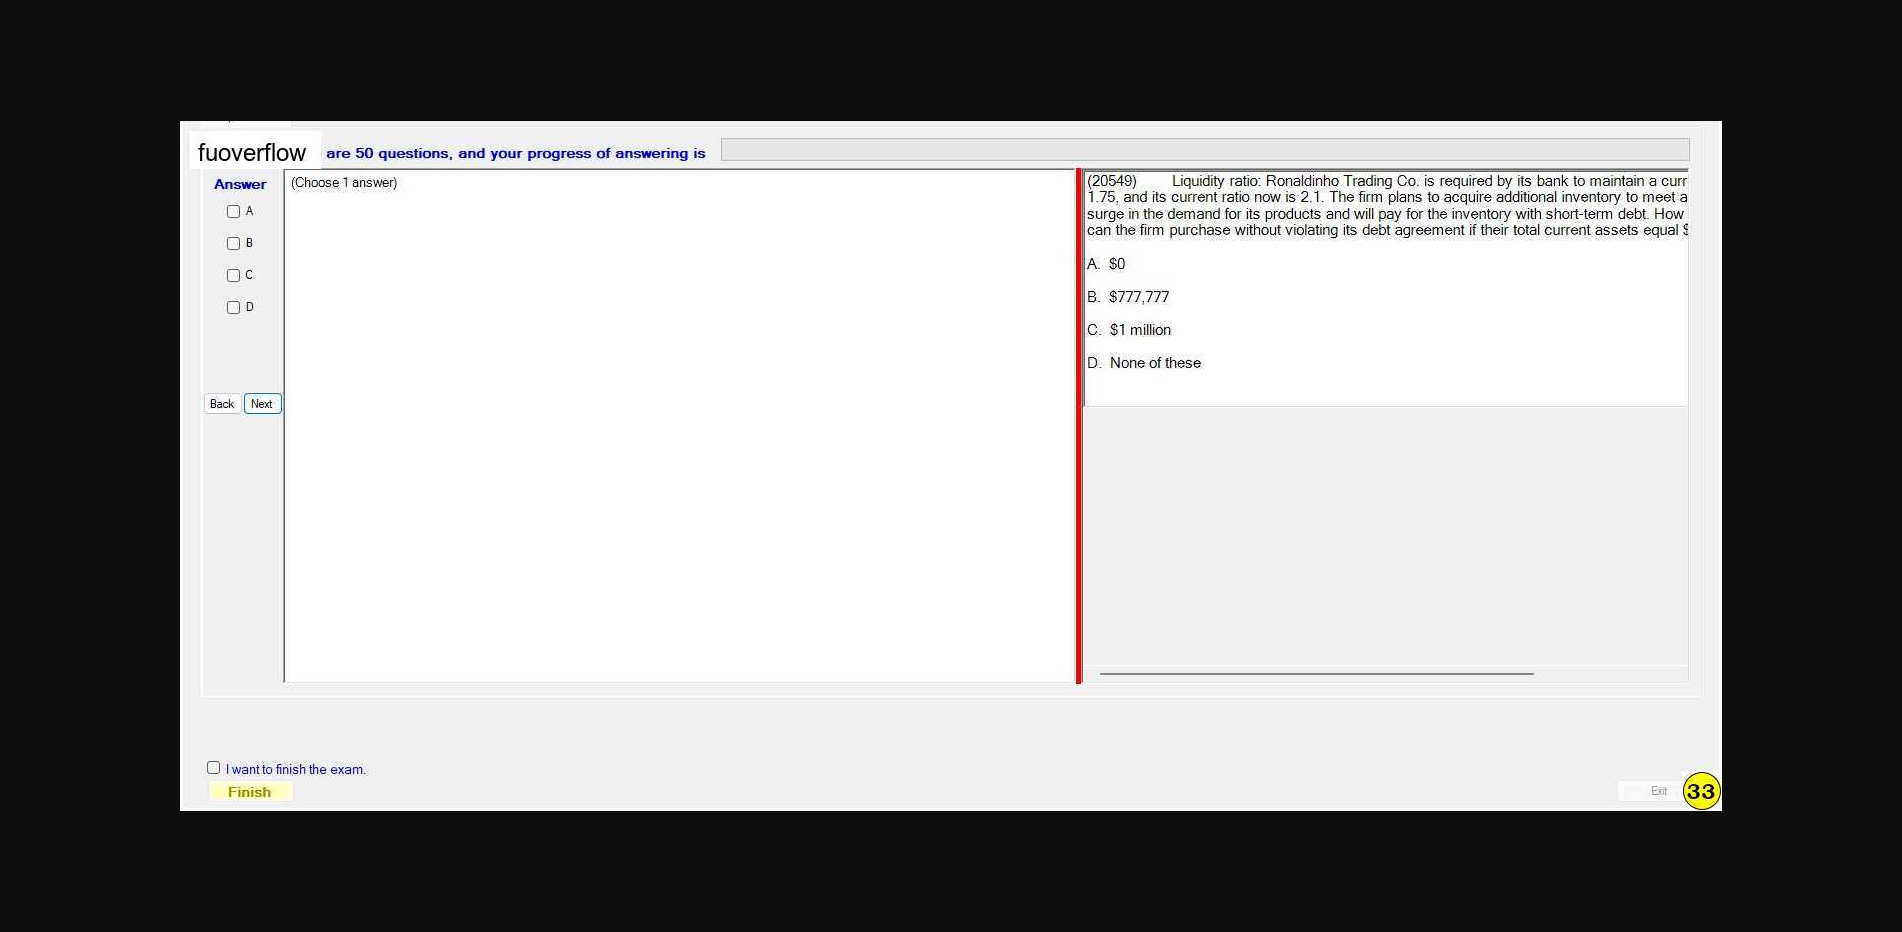 fuoverflow are 50 questions, and your progress of answering is
Answer
(Choose 1 answer)
A
B
C
D
Back Next
(20549) Liquidity ratio: Ronaldinho Trading Co. is required by its bank to maintain a curr
1.75, and its current ratio now is 2.1. The firm plans to acquire additional inventory to meet a
surge in the demand for its products and will pay for the inventory with short-term debt. How
can the firm purchase without violating its debt agreement if their total current assets equal $
A. $0
B. $777,777
C. $1 million
D. None of these
I want to finish the exam.
Finish
Exit
33